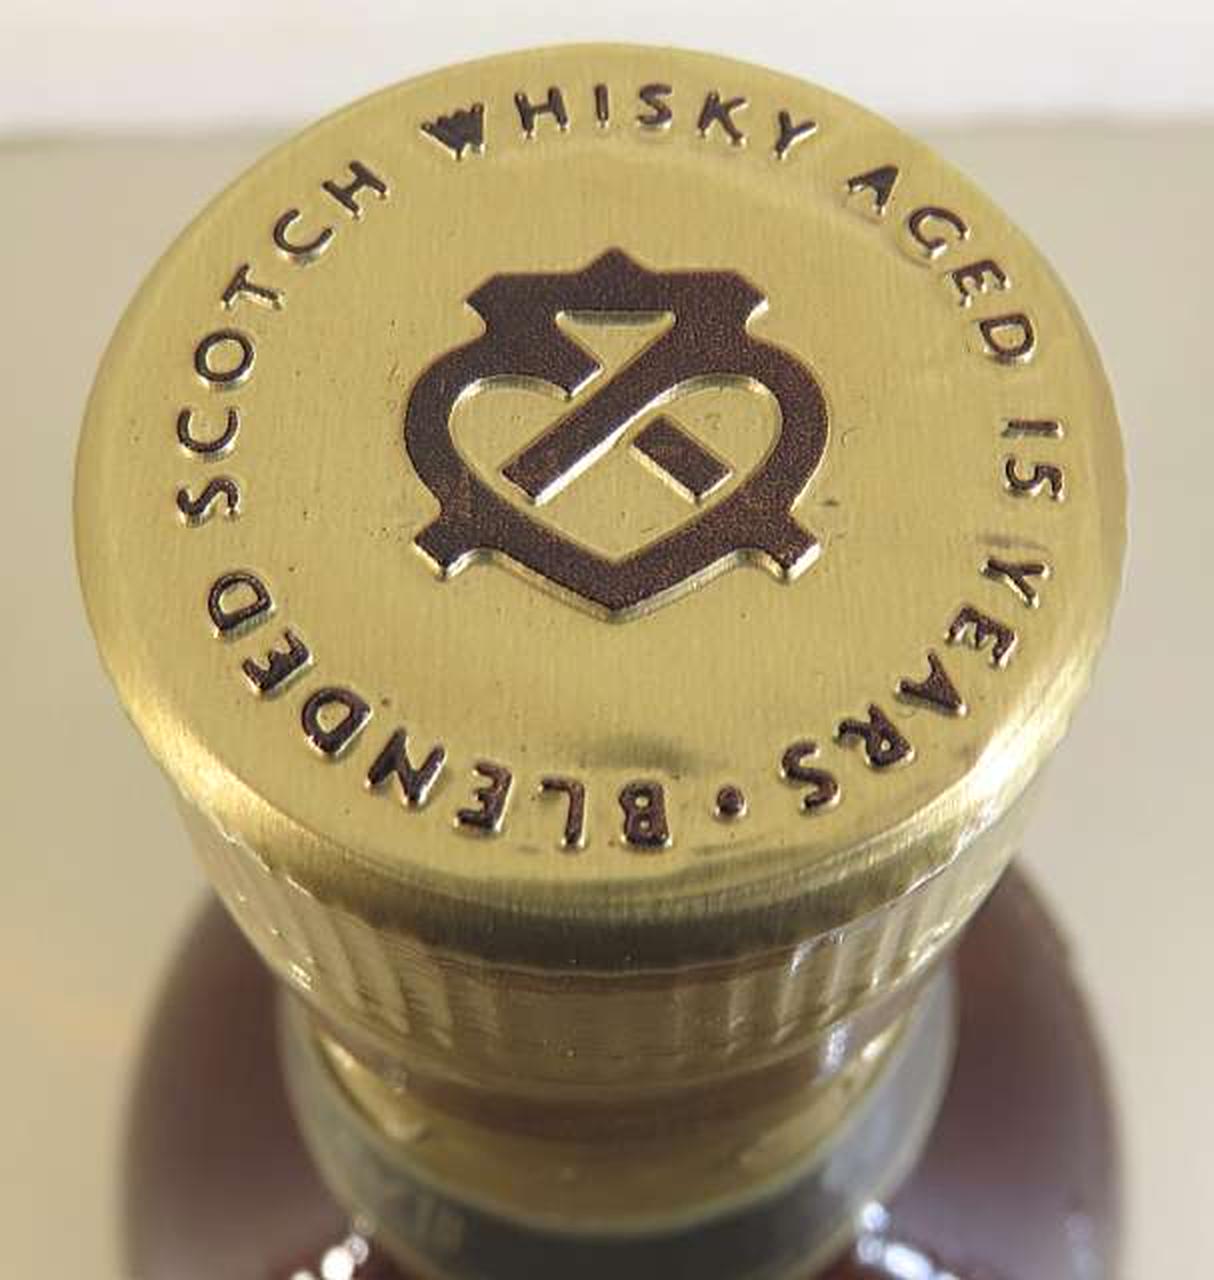 BLENDED SCOTCH WHISKY AGED 15 YEARS •